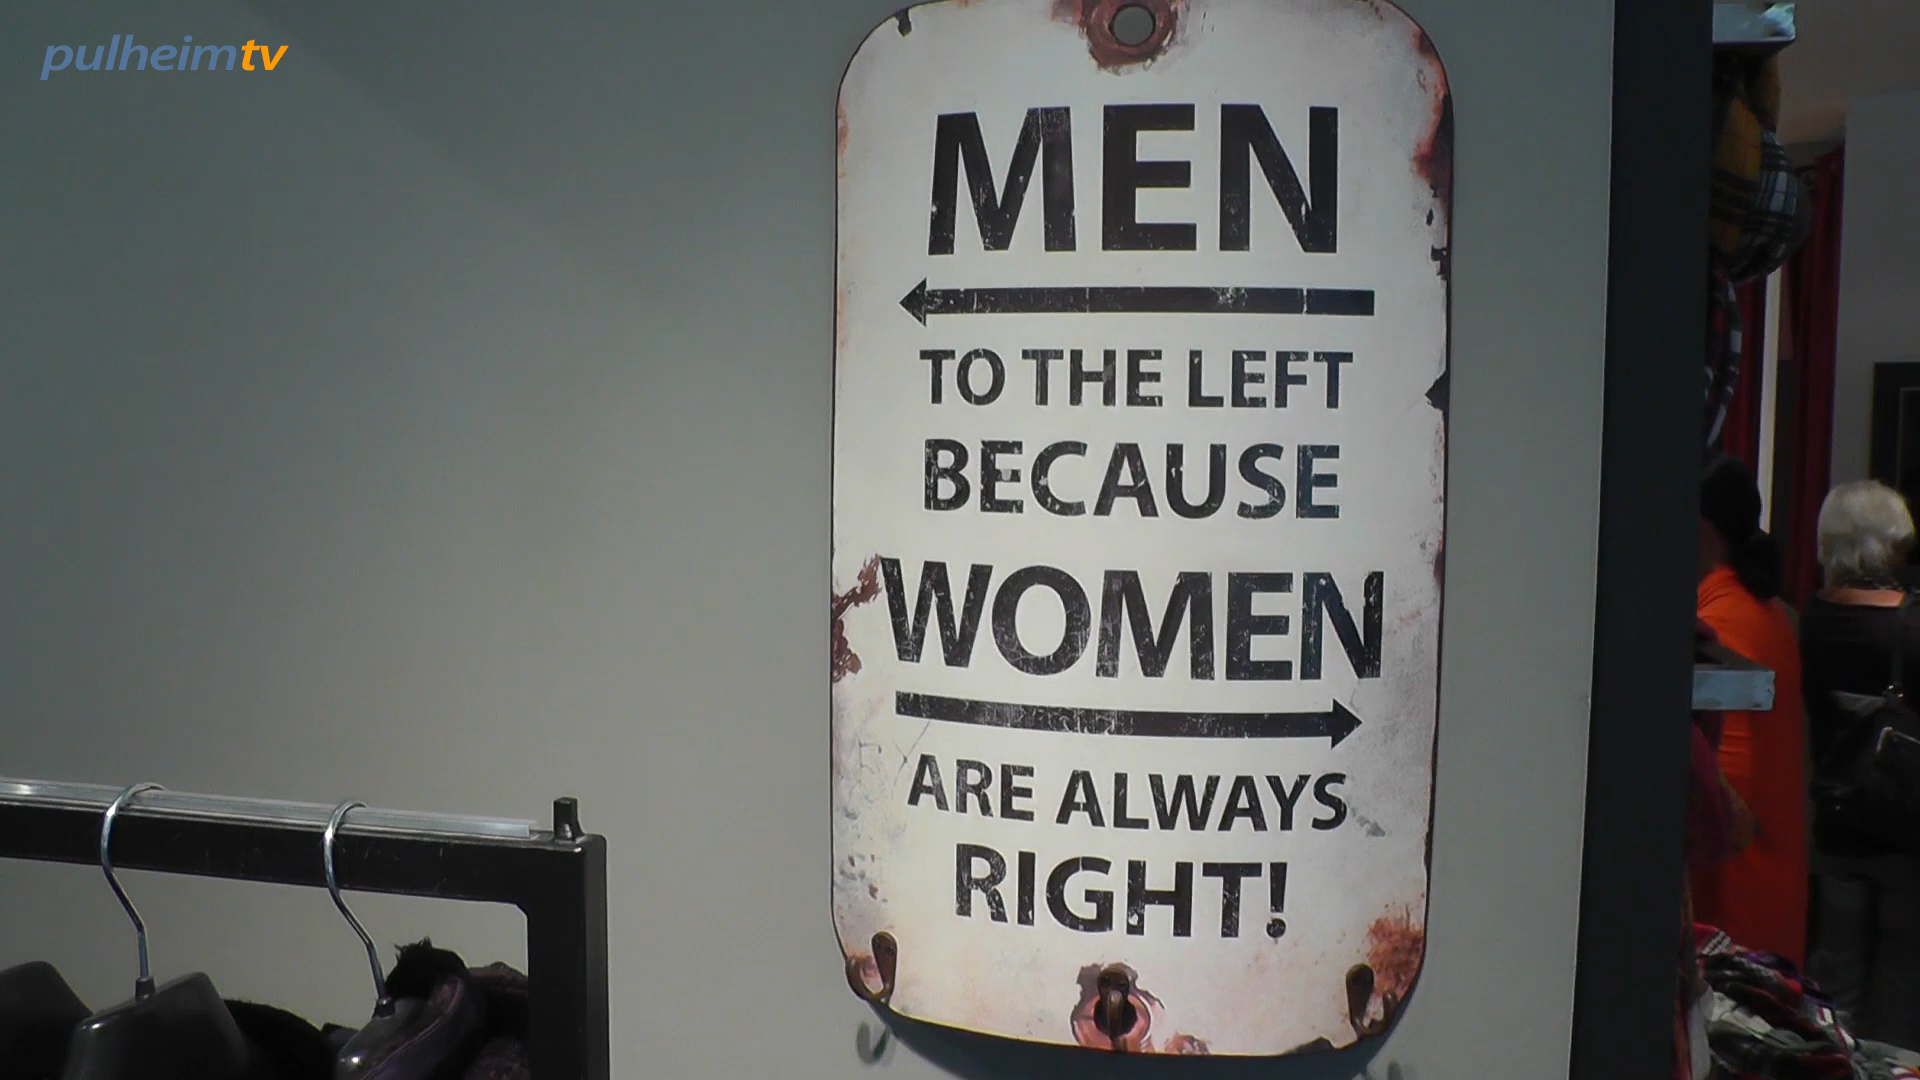 pulheimtv
MEN
TO THE LEFT
BECAUSE
WOMEN
ARE ALWAYS
RIGHT!